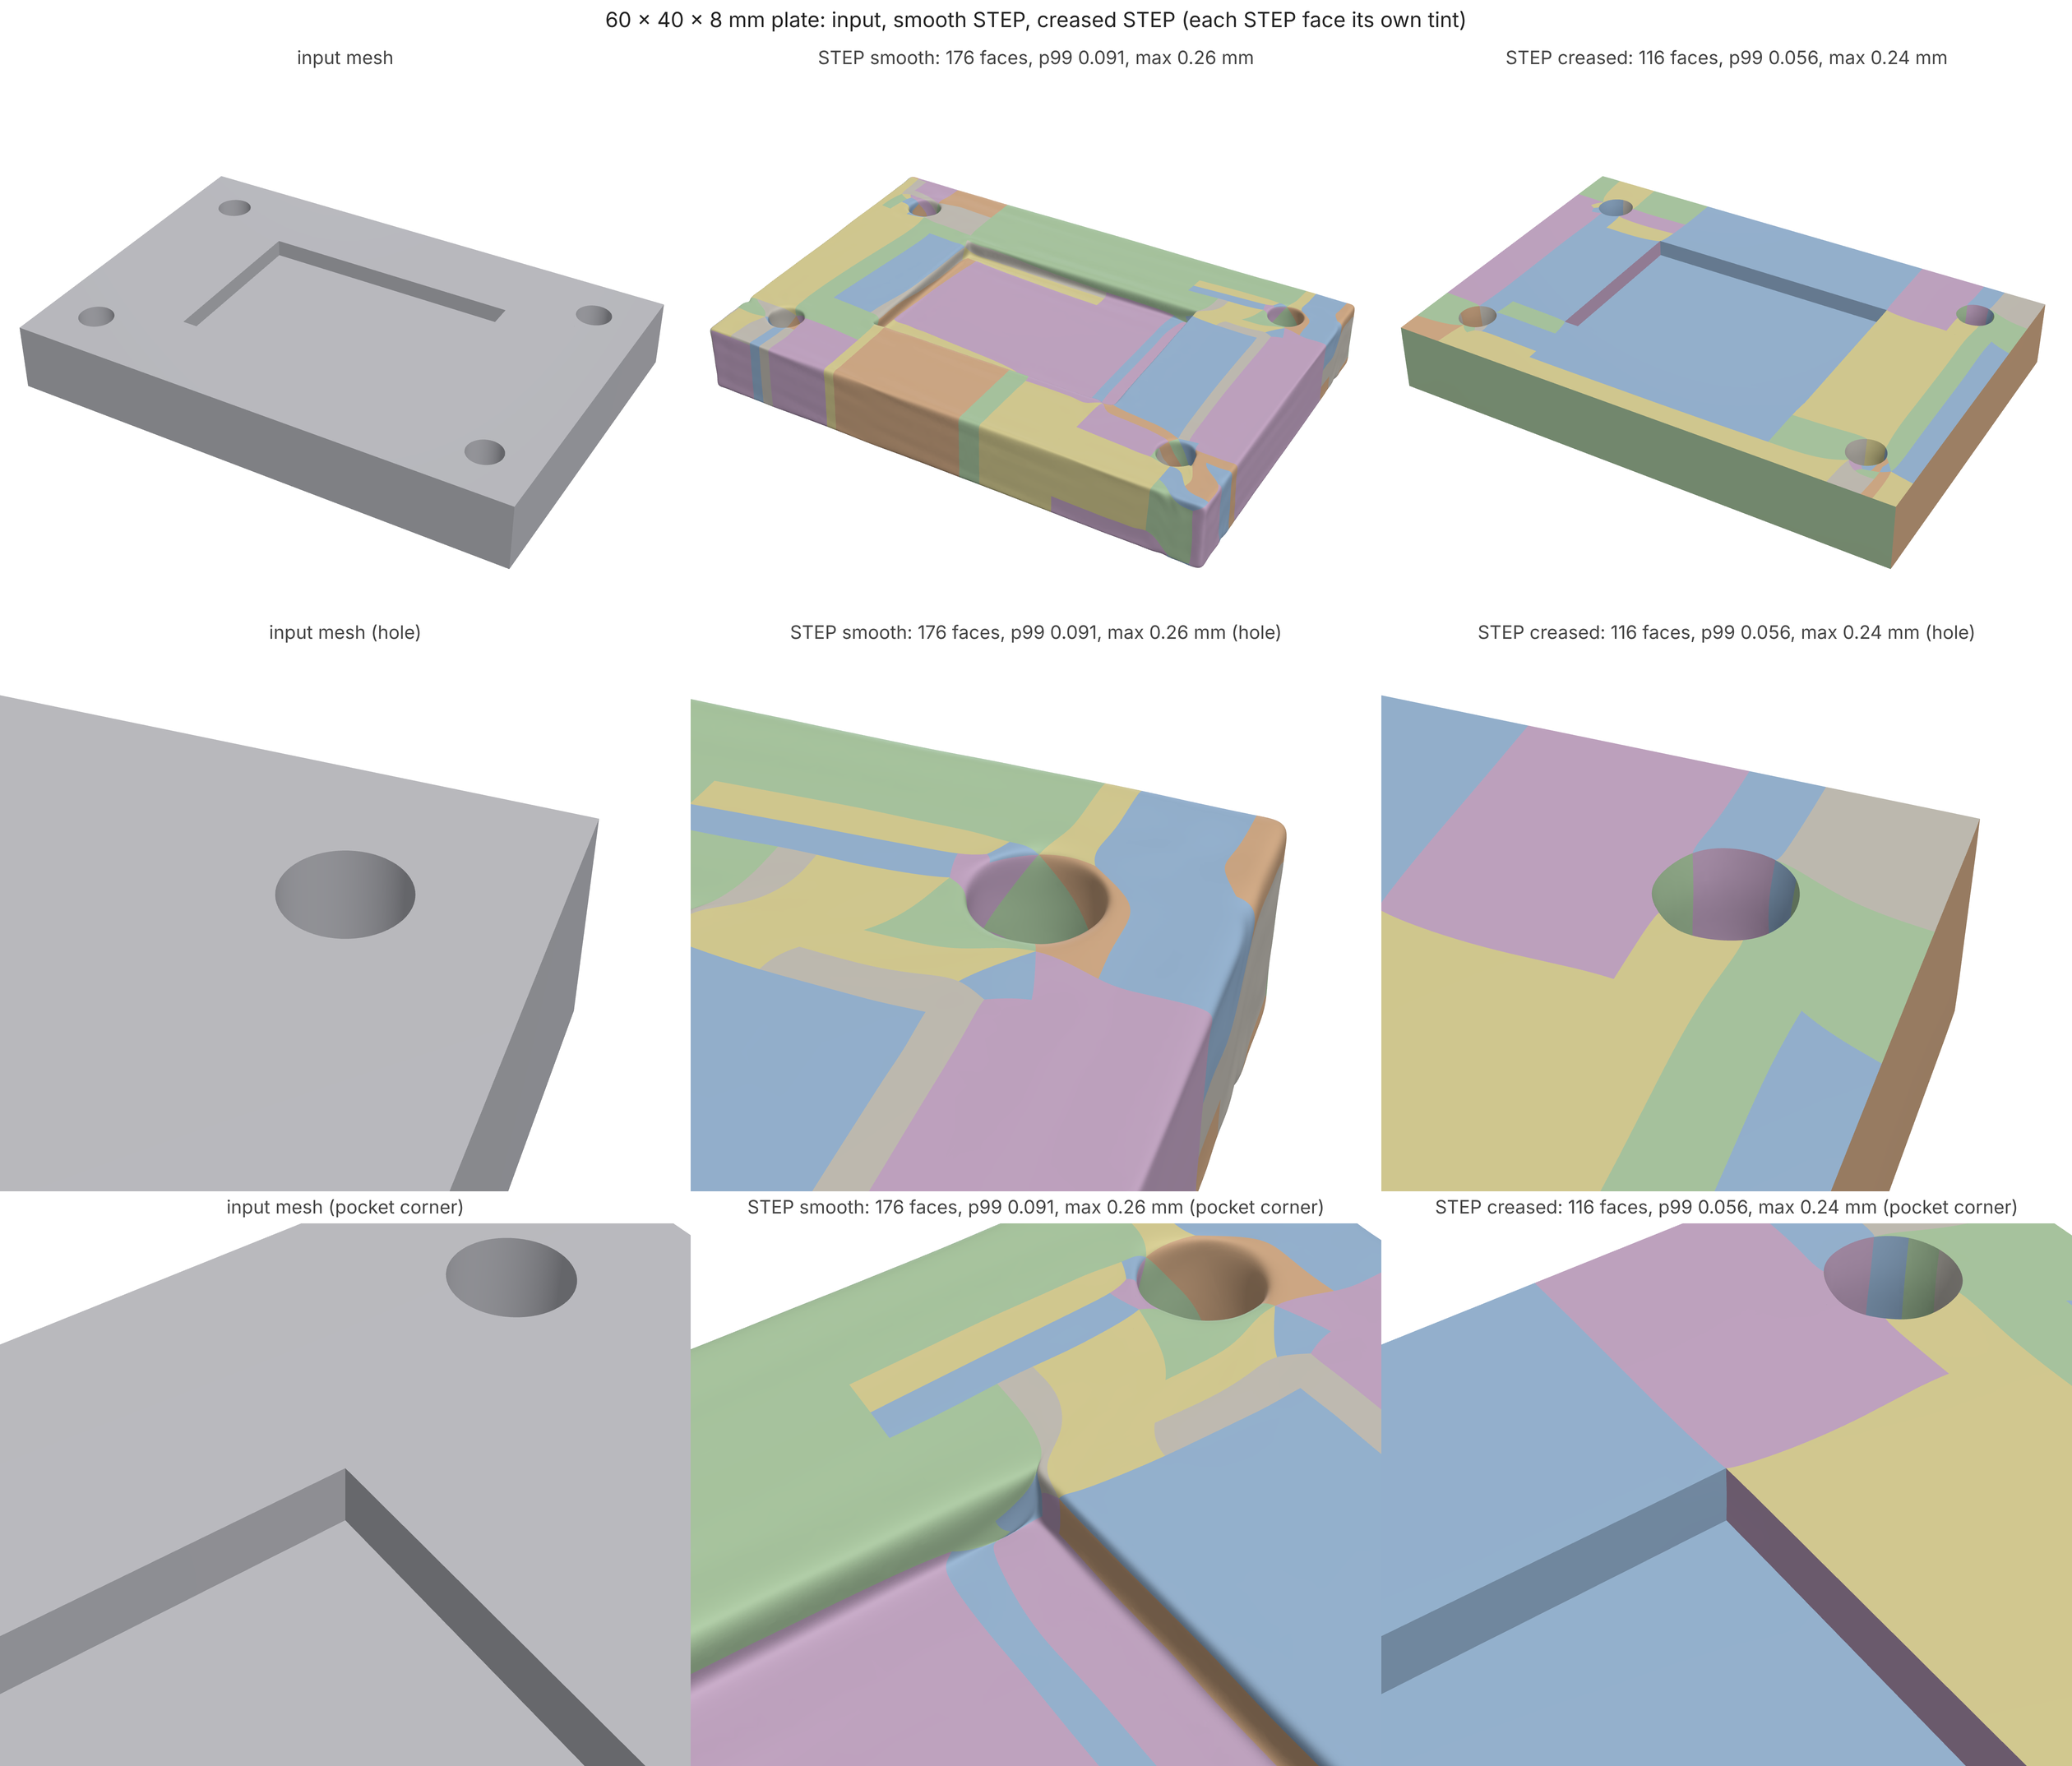 60 × 40 × 8 mm plate: input, smooth STEP, creased STEP (each STEP face its own tint)
input mesh
STEP smooth: 176 faces, p99 0.091, max 0.26 mm
STEP creased: 116 faces, p99 0.056, max 0.24 mm
input mesh (hole)
STEP smooth: 176 faces, p99 0.091, max 0.26 mm (hole)
STEP creased: 116 faces, p99 0.056, max 0.24 mm (hole)
input mesh (pocket corner)
STEP smooth: 176 faces, p99 0.091, max 0.26 mm (pocket corner)
STEP creased: 116 faces, p99 0.056, max 0.24 mm (pocket corner)